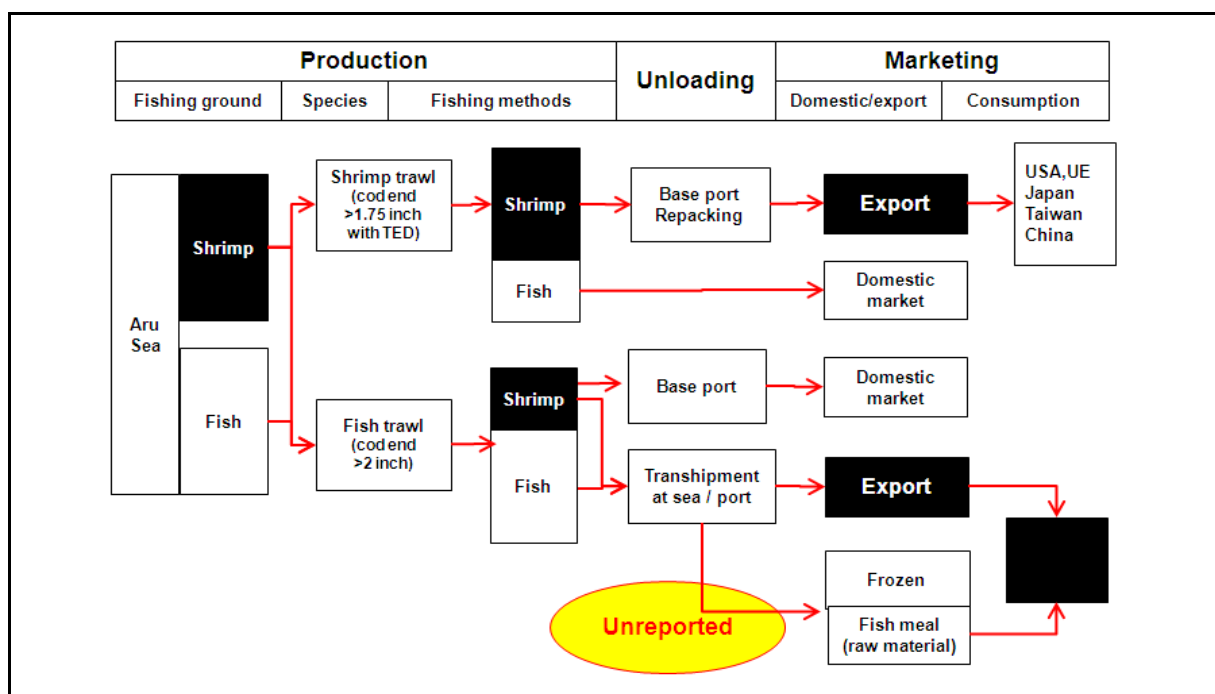 Production
Unloading
Marketing
Fishing ground
Species
Fishing methods
Domestic/export
Consumption
Aru
Sea
Shrimp
Fish
Shrimp trawl
(cod end
>1.75 inch
with TED)
Fish trawl
(cod end
>2 inch)
Shrimp
Fish
Shrimp
Fish
Base port
Repacking
Base port
Transhipment
at sea / port
Unreported
Export
Domestic
market
Domestic
market
Export
Frozen
Fish meal
(raw material)
USA,UE
Japan
Taiwan
China